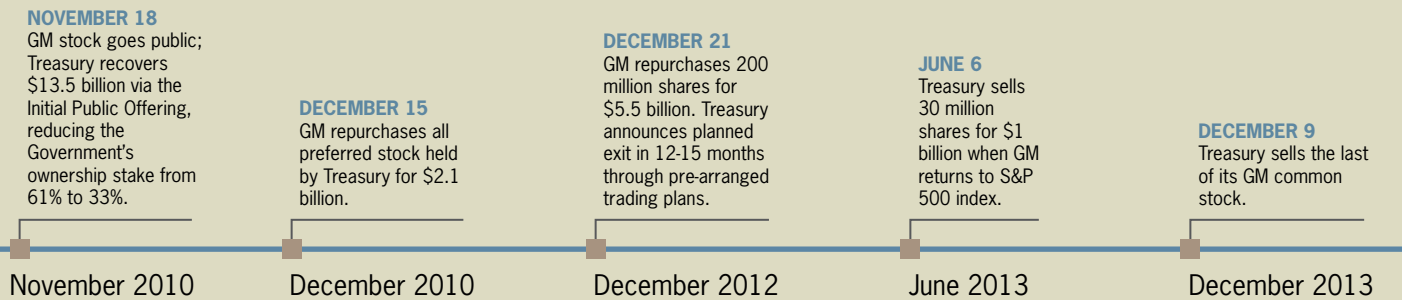 NOVEMBER 18
GM stock goes public;
Treasury recovers
$13.5 billion via the
Initial Public Offering,
reducing the
Government's
ownership stake from
61% to 33%.
November 2010
DECEMBER 15
GM repurchases all
preferred stock held
by Treasury for $2.1
billion.
December 2010
DECEMBER 21
GM repurchases 200
million shares for
$5.5 billion. Treasury
announces planned
exit in 12-15 months
through pre-arranged
trading plans.
December 2012
JUNE 6
Treasury sells
30 million
shares for $1
billion when GM
returns to S&P
500 index.
June 2013
DECEMBER 9
Treasury sells the last
of its GM common
stock.
December 2013